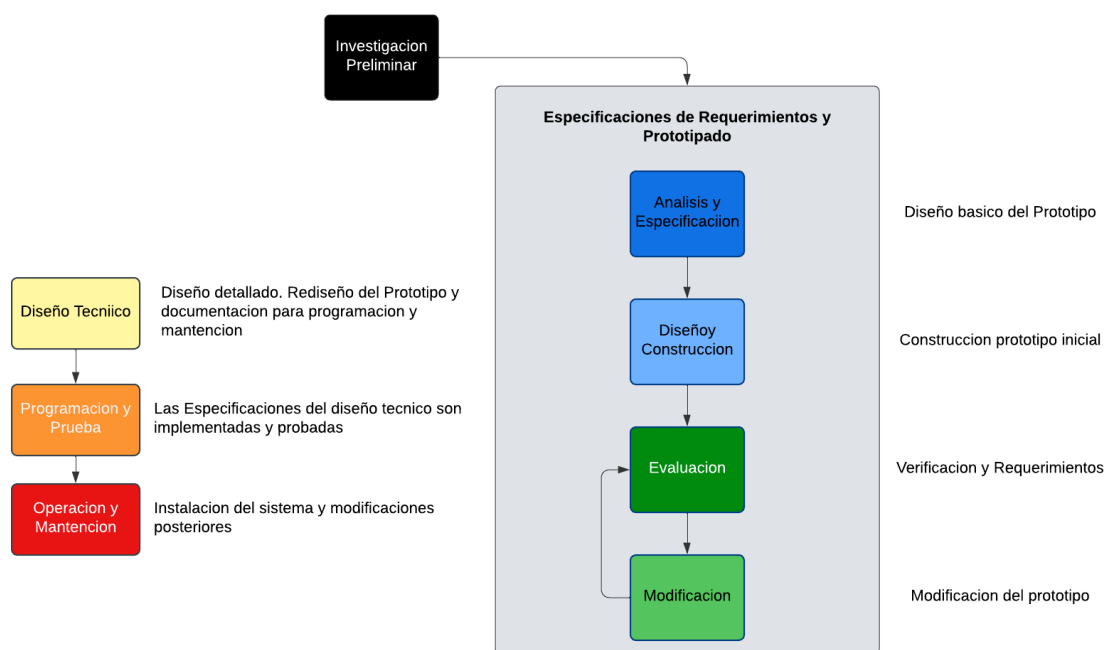 Investigacion
Preliminar
Especificaciones de Requerimientos y
Prototipado
Analisis y
Especificaciion
Diseño basico del Prototipo
Diseño Tecniico
Diseño detallado. Rediseño del Prototipo y
documentacion para programacion y
mantencion
Diseñoy
Construccion
Construccion prototipo inicial
Programacion y
Prueba
Las Especificaciones del diseño tecnico son
implementadas y probadas
Evaluacion
Verificacion y Requerimientos
Operacion y
Mantencion
Instalacion del sistema y modificaciones
posteriores
Modificacion
Modificacion del prototipo